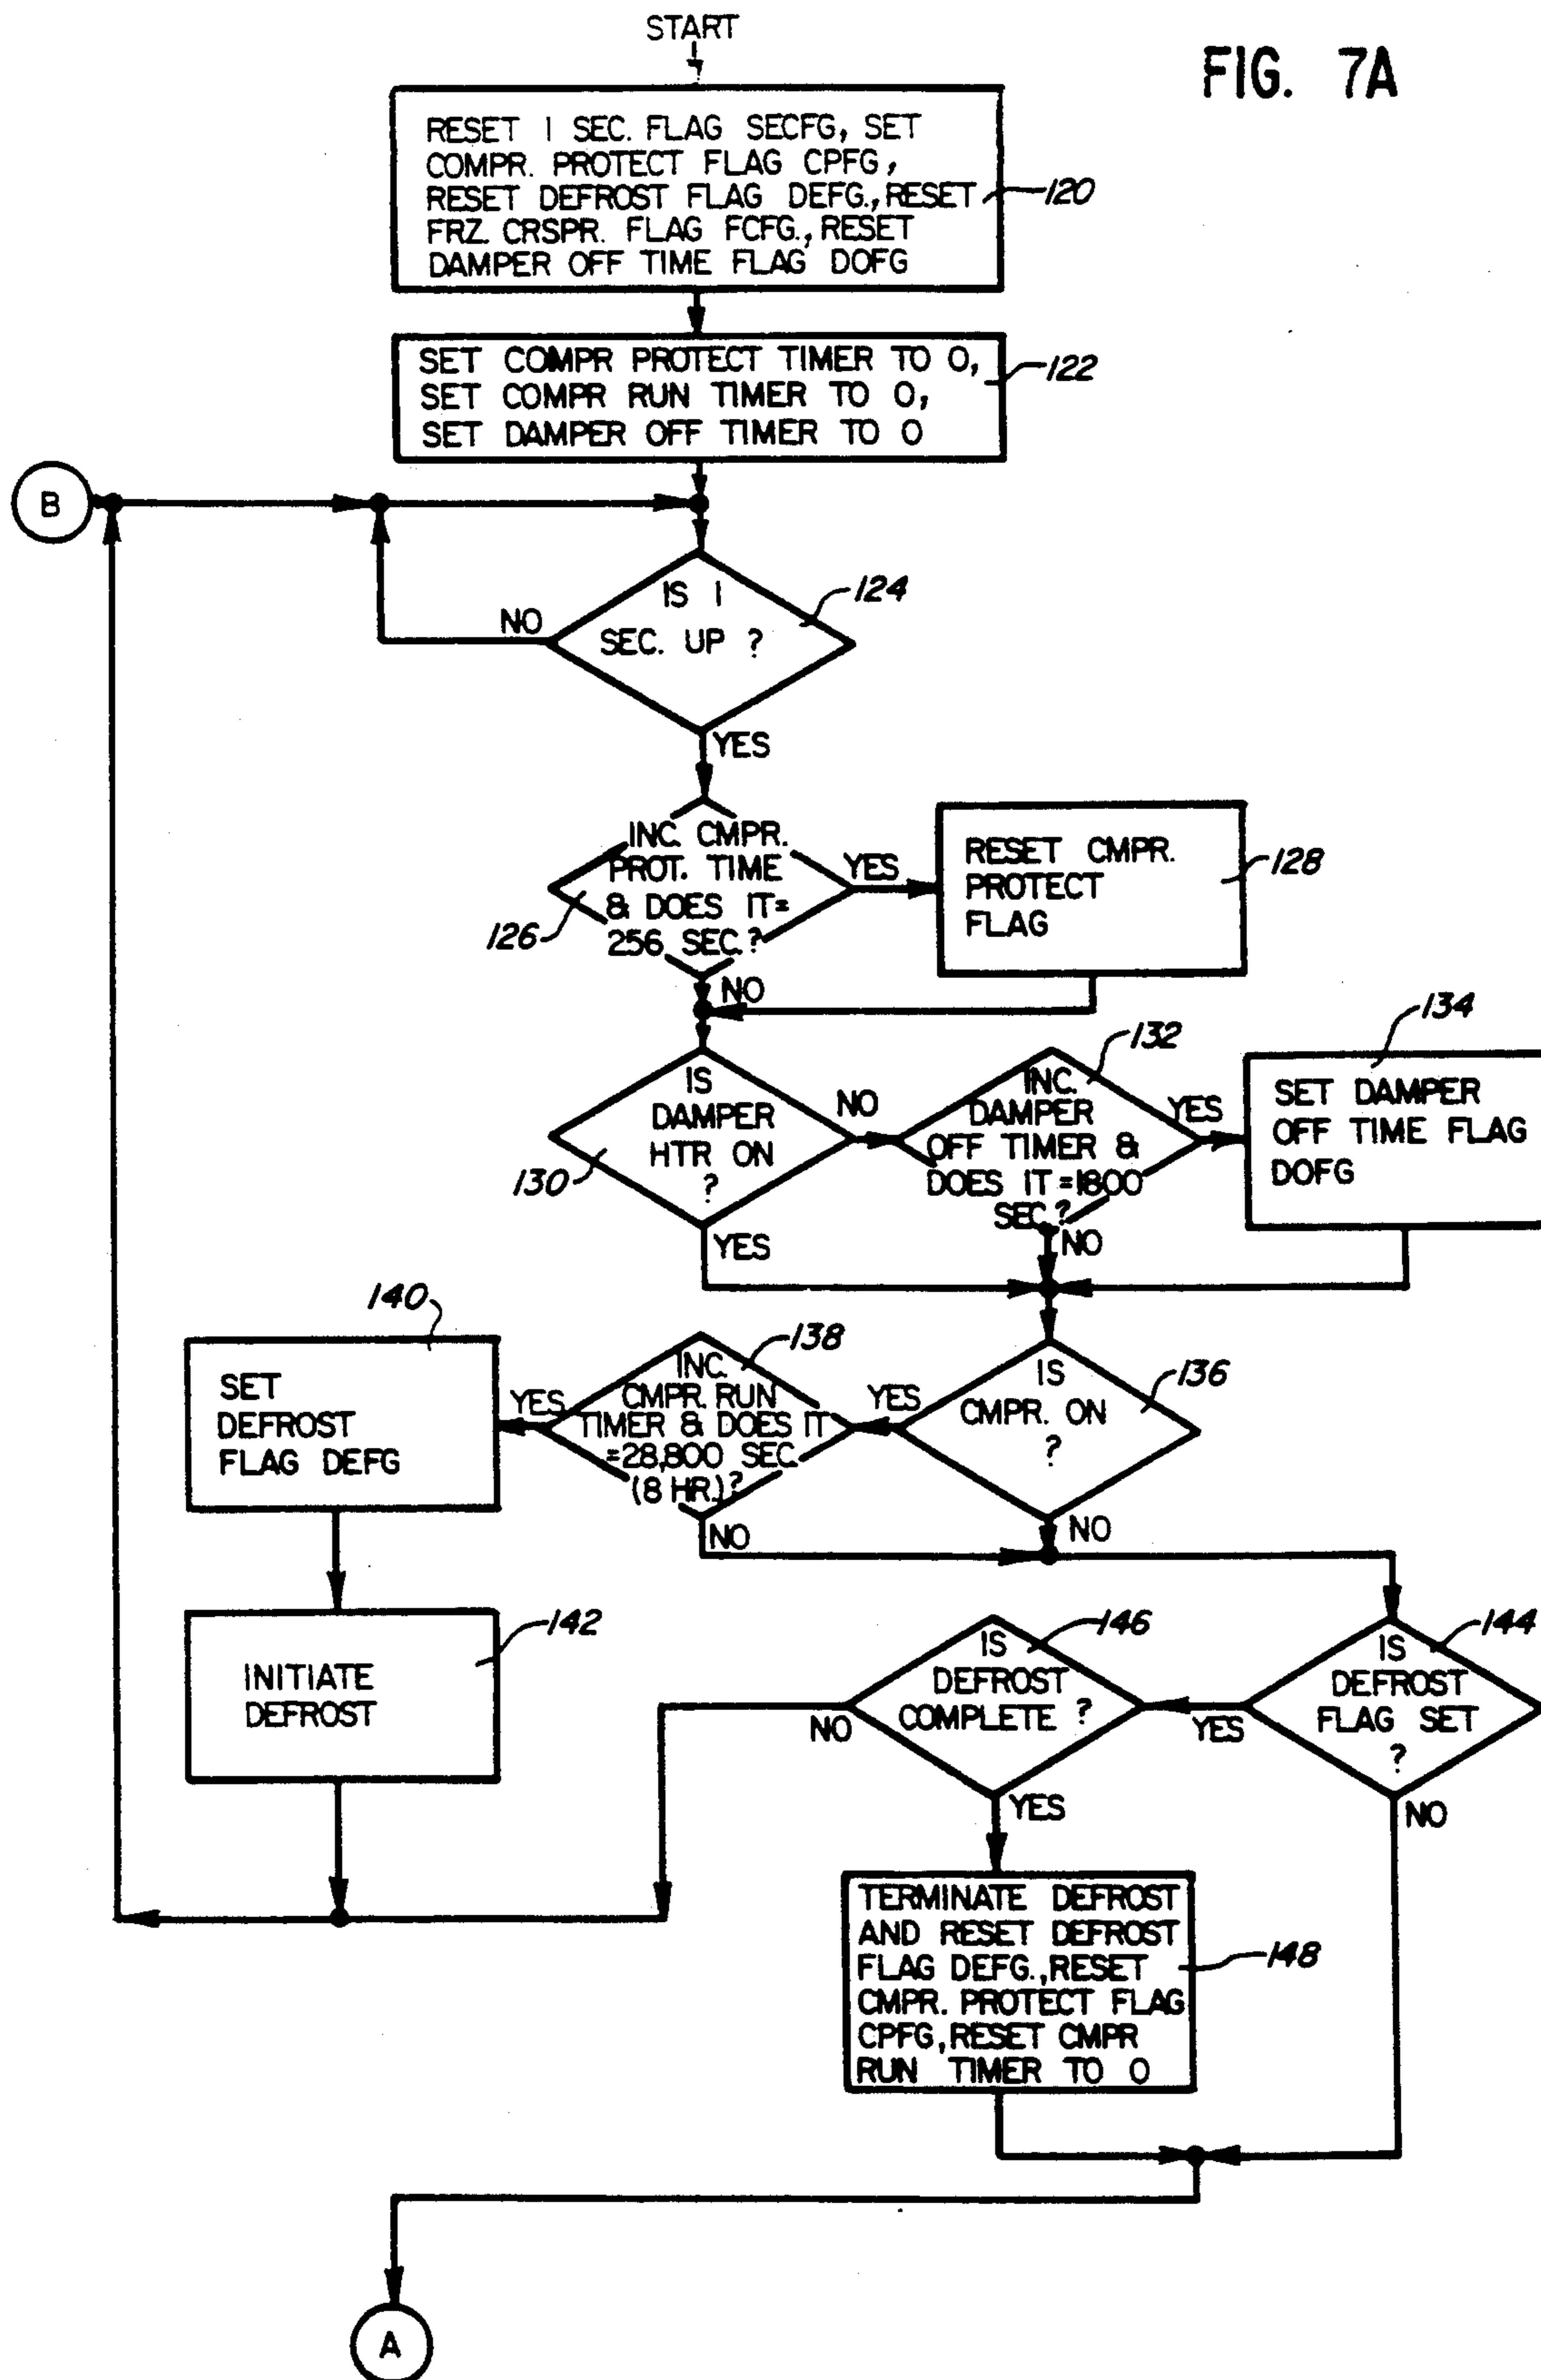 START
FIG. 7A
RESET 1 SEC. FLAG SECFG, SET
COMPR. PROTECT FLAG CPFG,
RESET DEFROST FLAG DEFG., RESET
FRZ. CRSPR. FLAG FCFG., RESET
DAMPER OFF TIME FLAG DOFG
120
SET COMPR PROTECT TIMER TO 0,
SET COMPR RUN TIMER TO 0,
SET DAMPER OFF TIMER TO 0
122
B
IS 1
SEC. UP ?
124
NO
YES
INC. CMPR.
PROT. TIME
& DOES IT=
256 SEC.?
126
YES
NO
RESET CMPR.
PROTECT
FLAG
128
IS
DAMPER
HTR ON
?
130
NO
YES
INC.
DAMPER
OFF TIMER &
DOES IT =1800
SEC.?
132
YES
NO
SET DAMPER
OFF TIME FLAG
DOFG
134
IS
CMPR. ON
?
136
YES
NO
INC.
CMPR. RUN
TIMER & DOES IT
=28,800 SEC.
(8 HR.)?
138
YES
NO
SET
DEFROST
FLAG DEFG
140
INITIATE
DEFROST
142
IS
DEFROST
FLAG SET
?
144
YES
NO
IS
DEFROST
COMPLETE ?
146
NO
YES
TERMINATE DEFROST
AND RESET DEFROST
FLAG DEFG., RESET
CMPR. PROTECT FLAG
CPFG, RESET CMPR
RUN TIMER TO 0
148
A